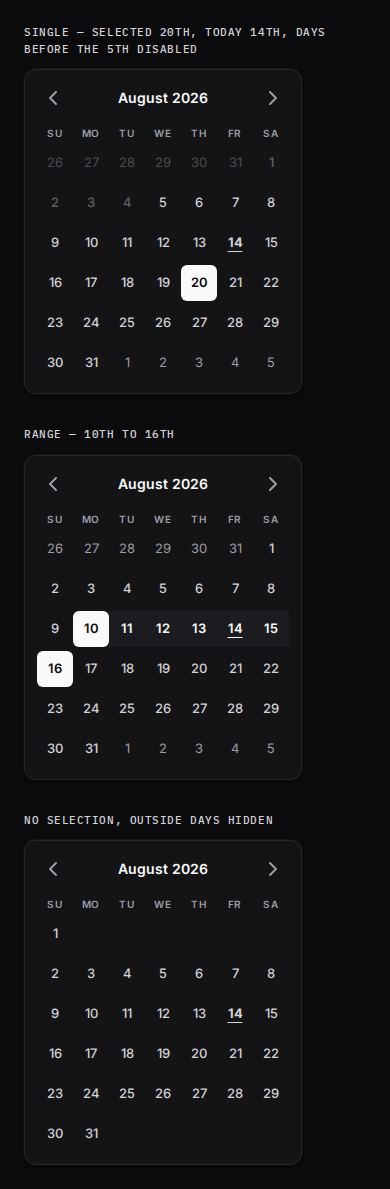 SINGLE — SELECTED 20TH, TODAY 14TH, DAYS
BEFORE THE 5TH DISABLED
August 2026
SU MO TU WE TH FR SA
26 27 28 29 30 31 1
2 3 4 5 6 7 8
9 10 11 12 13 14 15
16 17 18 19 20 21 22
23 24 25 26 27 28 29
30 31 1 2 3 4 5
RANGE — 10TH TO 16TH
August 2026
SU MO TU WE TH FR SA
26 27 28 29 30 31 1
2 3 4 5 6 7 8
9 10 11 12 13 14 15
16 17 18 19 20 21 22
23 24 25 26 27 28 29
30 31 1 2 3 4 5
NO SELECTION, OUTSIDE DAYS HIDDEN
August 2026
SU MO TU WE TH FR SA
1
2 3 4 5 6 7 8
9 10 11 12 13 14 15
16 17 18 19 20 21 22
23 24 25 26 27 28 29
30 31